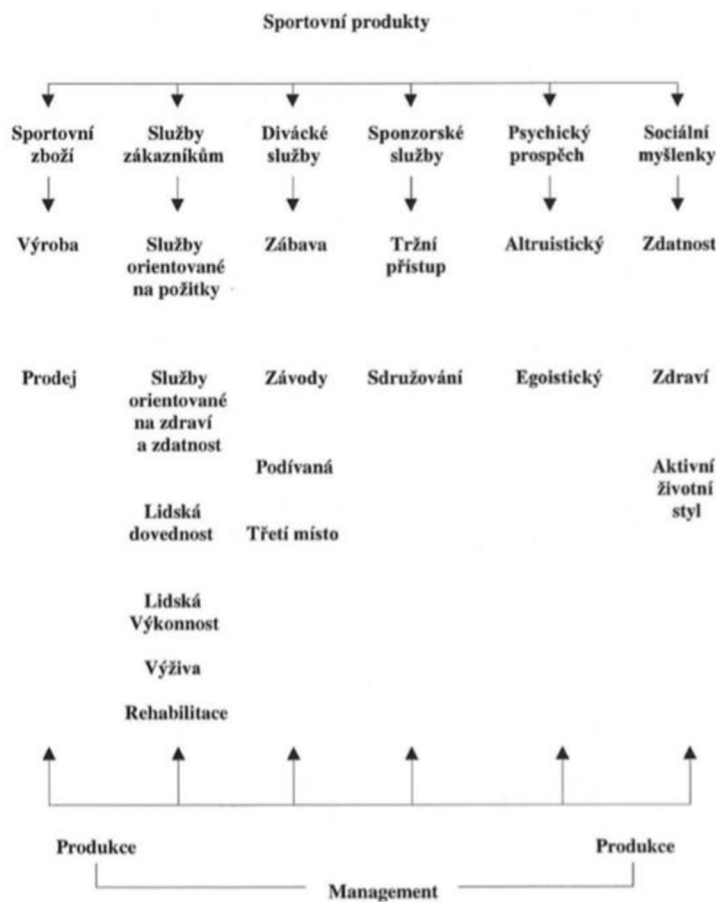 Sportovní produkty
Sportovní
zboží
Služby
zákazníkům
Divácké
služby
Sponzorské
služby
Psychický
prospěch
Sociální
myšlenky
Výroba
Služby
orientované
na požitky
Zábava
Tržní
přístup
Altruistický
Zdatnost
Prodej
Služby
orientované
na zdraví
a zdatnost
Závody
Sdružování
Egoistický
Zdraví
Podívaná
Aktivní
životní
styl
Lidská
dovednost
Třetí místo
Lidská
Výkonnost
Výživa
Rehabilitace
Produkce
Produkce
Management